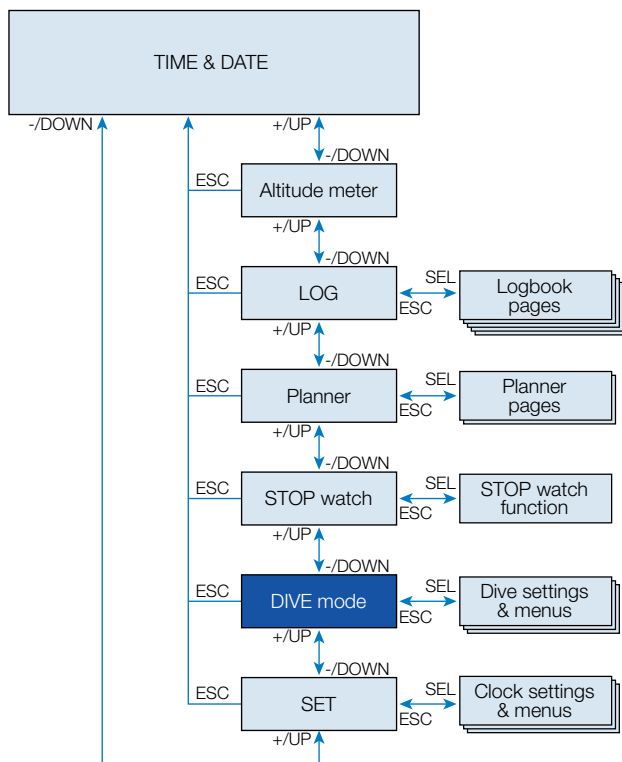 TIME & DATE
-/DOWN
+/UP
-/DOWN
ESC
Altitude meter
+/UP
-/DOWN
ESC
LOG
SEL
ESC
Logbook
pages
+/UP
-/DOWN
ESC
Planner
SEL
ESC
Planner
pages
+/UP
-/DOWN
ESC
STOP watch
SEL
ESC
STOP watch
function
+/UP
-/DOWN
ESC
DIVE mode
SEL
ESC
Dive settings
& menus
+/UP
-/DOWN
ESC
SET
SEL
ESC
Clock settings
& menus
+/UP